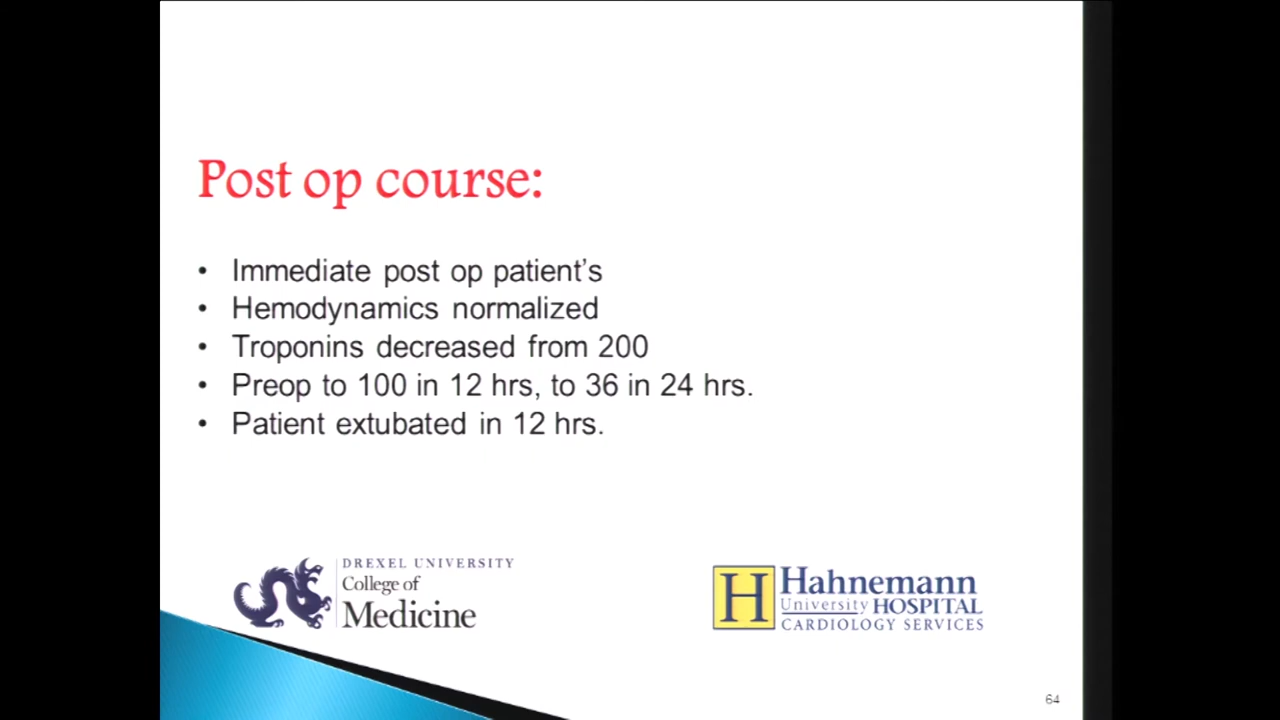 Post op course:
• Immediate post op patient’s
• Hemodynamics normalized
• Troponins decreased from 200
• Preop to 100 in 12 hrs, to 36 in 24 hrs.
• Patient extubated in 12 hrs.
DREXEL UNIVERSITY
College of
Medicine
H
Hahnemann
University HOSPITAL
CARDIOLOGY SERVICES
64